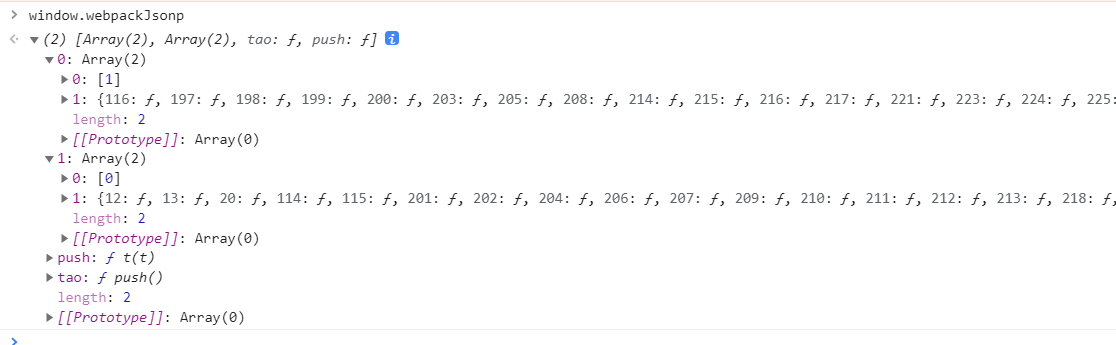 window.webpackJsonp
(2) [Array(2), Array(2), tao: ƒ, push: ƒ]
0: Array(2)
0: [1]
1: {116: ƒ, 197: ƒ, 198: ƒ, 199: ƒ, 200: ƒ, 203: ƒ, 205: ƒ, 208: ƒ, 214: ƒ, 215: ƒ, 216: ƒ, 217: ƒ, 221: ƒ, 223: ƒ, 224: ƒ, 225:
length: 2
[[Prototype]]: Array(0)
1: Array(2)
0: [0]
1: {12: ƒ, 13: ƒ, 20: ƒ, 114: ƒ, 115: ƒ, 201: ƒ, 202: ƒ, 204: ƒ, 206: ƒ, 207: ƒ, 209: ƒ, 210: ƒ, 211: ƒ, 212: ƒ, 213: ƒ, 218: ƒ,
length: 2
[[Prototype]]: Array(0)
push: ƒ t(t)
tao: ƒ push()
length: 2
[[Prototype]]: Array(0)